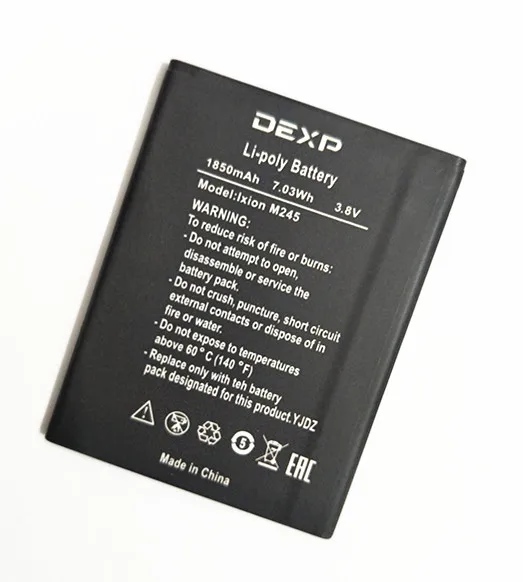 DEXP
Li-poly Battery
1850mAh 7.03Wh 3.8V
Model:Ixion M245
WARNING:
To reduce risk of fire or burns:
- Do not attempt to open,
disassemble or service the
battery pack.
- Do not crush, puncture, short circuit
external contacts or dispose of in
fire or water.
- Do not expose to temperatures
above 60°C (140 °F)
- Replace only with teh battery
pack designated for this product.YJDZ
5 EAC
Made in China